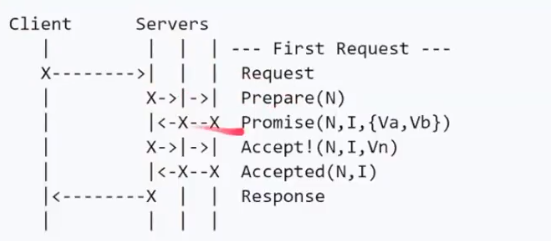 Client Servers
--- First Request ---
Request
Prepare(N)
Promise(N,I,{Va,Vb})
Accept!(N,I,Vn)
Accepted(N,I)
Response